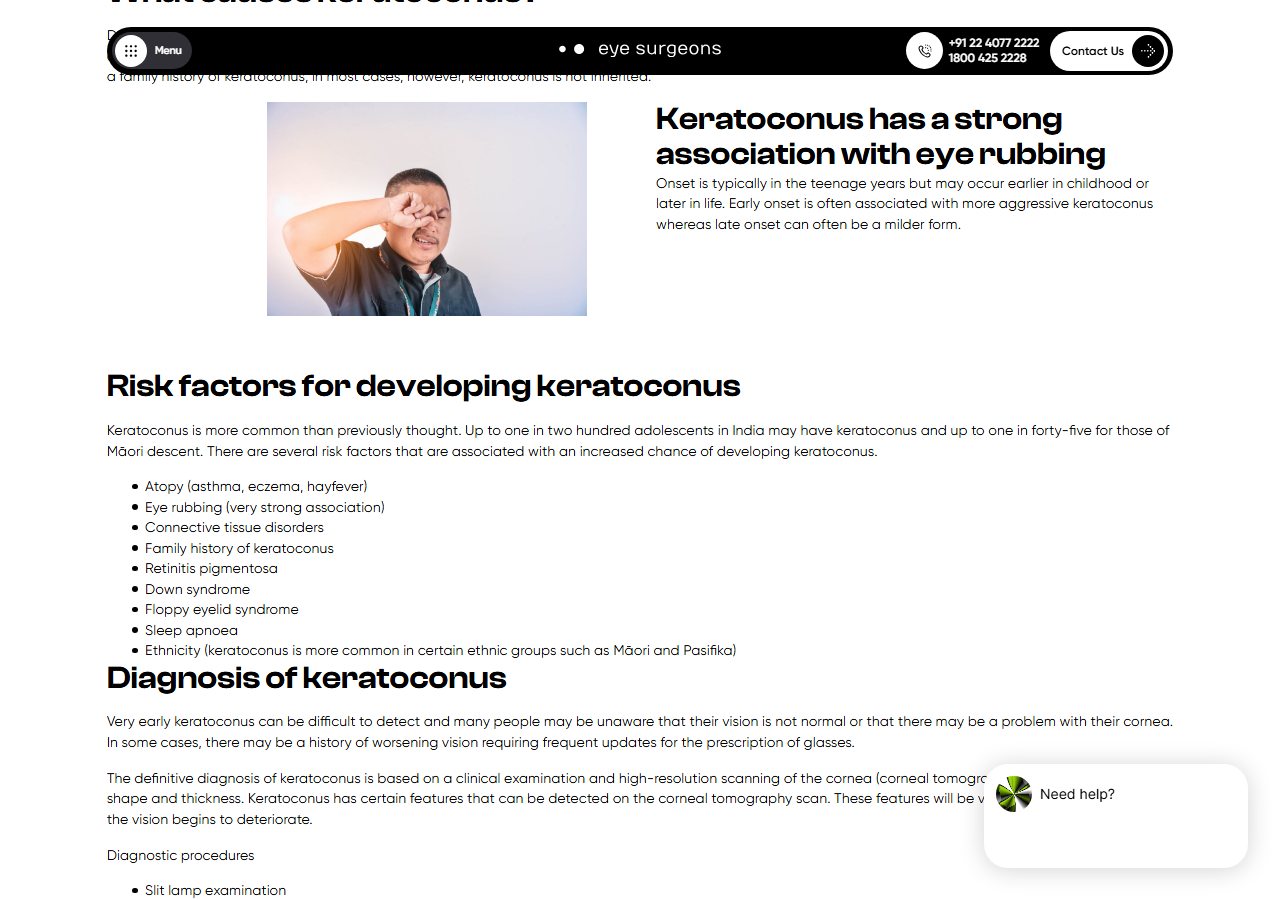 Menu
eye surgeons
+91 22 4077 2222
1800 425 2228
Contact Us
a family history of keratoconus, in most cases, however, keratoconus is not inherited.
Keratoconus has a strong
association with eye rubbing
Onset is typically in the teenage years but may occur earlier in childhood or
later in life. Early onset is often associated with more aggressive keratoconus
whereas late onset can often be a milder form.
Risk factors for developing keratoconus
Keratoconus is more common than previously thought. Up to one in two hundred adolescents in India may have keratoconus and up to one in forty-five for those of
Māori descent. There are several risk factors that are associated with an increased chance of developing keratoconus.
Atopy (asthma, eczema, hayfever)
Eye rubbing (very strong association)
Connective tissue disorders
Family history of keratoconus
Retinitis pigmentosa
Down syndrome
Floppy eyelid syndrome
Sleep apnoea
Ethnicity (keratoconus is more common in certain ethnic groups such as Māori and Pasifika)
Diagnosis of keratoconus
Very early keratoconus can be difficult to detect and many people may be unaware that their vision is not normal or that there may be a problem with their cornea.
In some cases, there may be a history of worsening vision requiring frequent updates for the prescription of glasses.
The definitive diagnosis of keratoconus is based on a clinical examination and high-resolution scanning of the cornea (corneal
shape and thickness. Keratoconus has certain features that can be detected on the corneal tomography scan. These features will be
the vision begins to deteriorate.
Need help?
Diagnostic procedures
Slit lamp examination